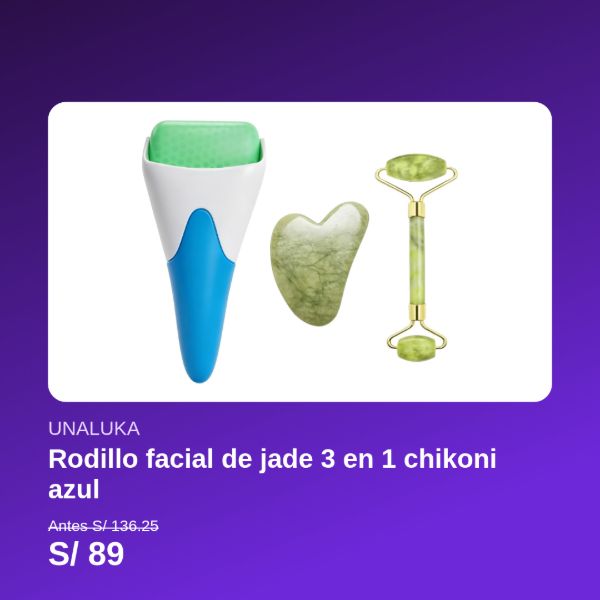 UNALUKA
Rodillo facial de jade 3 en 1 chikoni
azul
Antes S/ 136.25
S/ 89